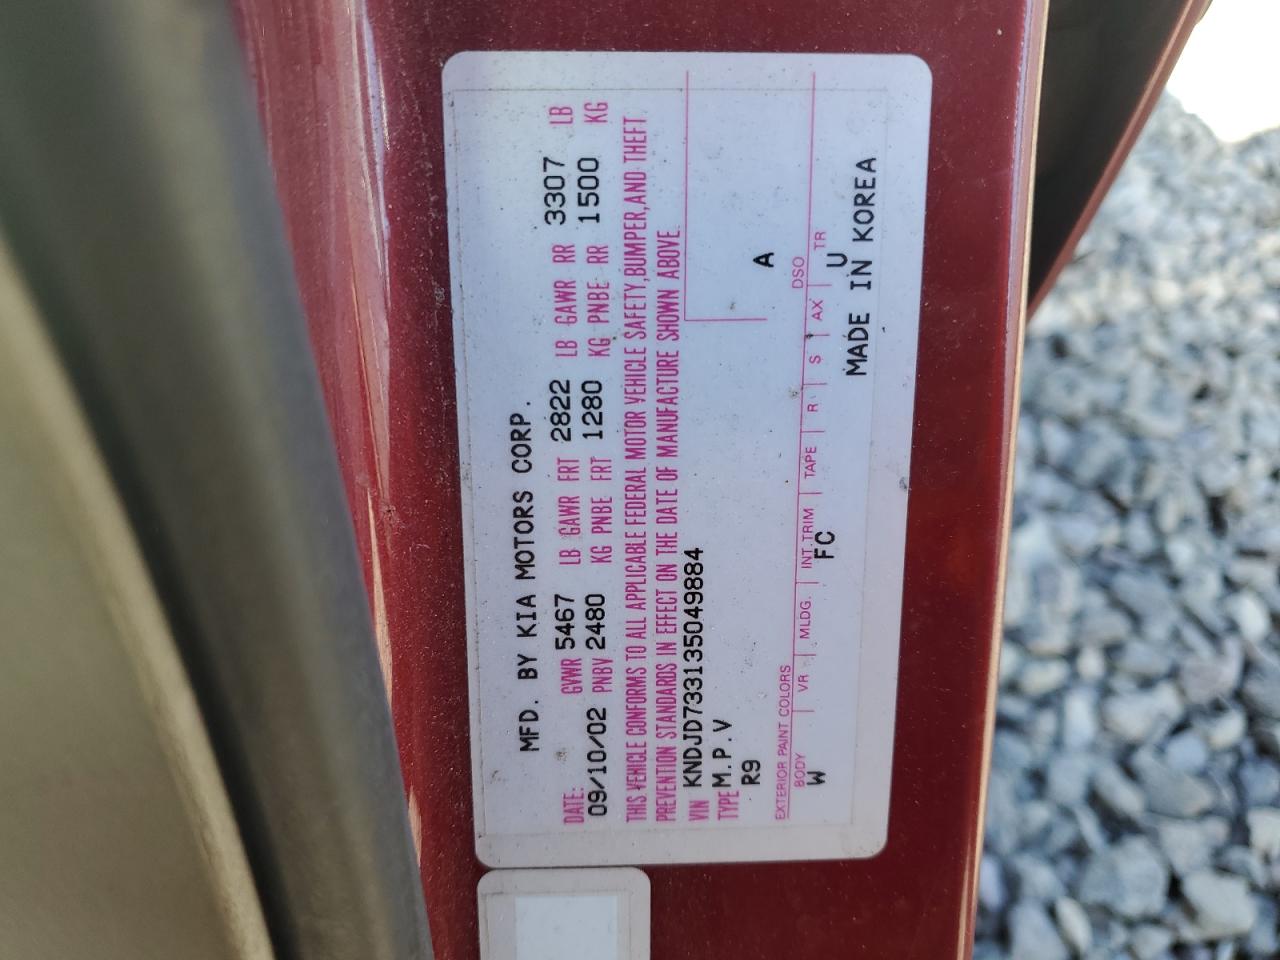 MFD. BY KIA MOTORS CORP.
DATE: GVWR 5467 LB GAWR FRT 2822 LB GAWR RR 3307 LB
09/10/02 PNBV 2480 KG PNBE FRT 1280 KG PNBE RR 1500 KG
THIS VEHICLE CONFORMS TO ALL APPLICABLE FEDERAL MOTOR VEHICLE SAFETY, BUMPER, AND THEFT
PREVENTION STANDARDS IN EFFECT ON THE DATE OF MANUFACTURE SHOWN ABOVE.
VIN KNDJD733135049884
TYPE M.P.V
R9 A
EXTERIOR PAINT COLORS DSO
BODY VR MLDG. INT.TRIM TAPE R S AX TR
W FC U
MADE IN KOREA